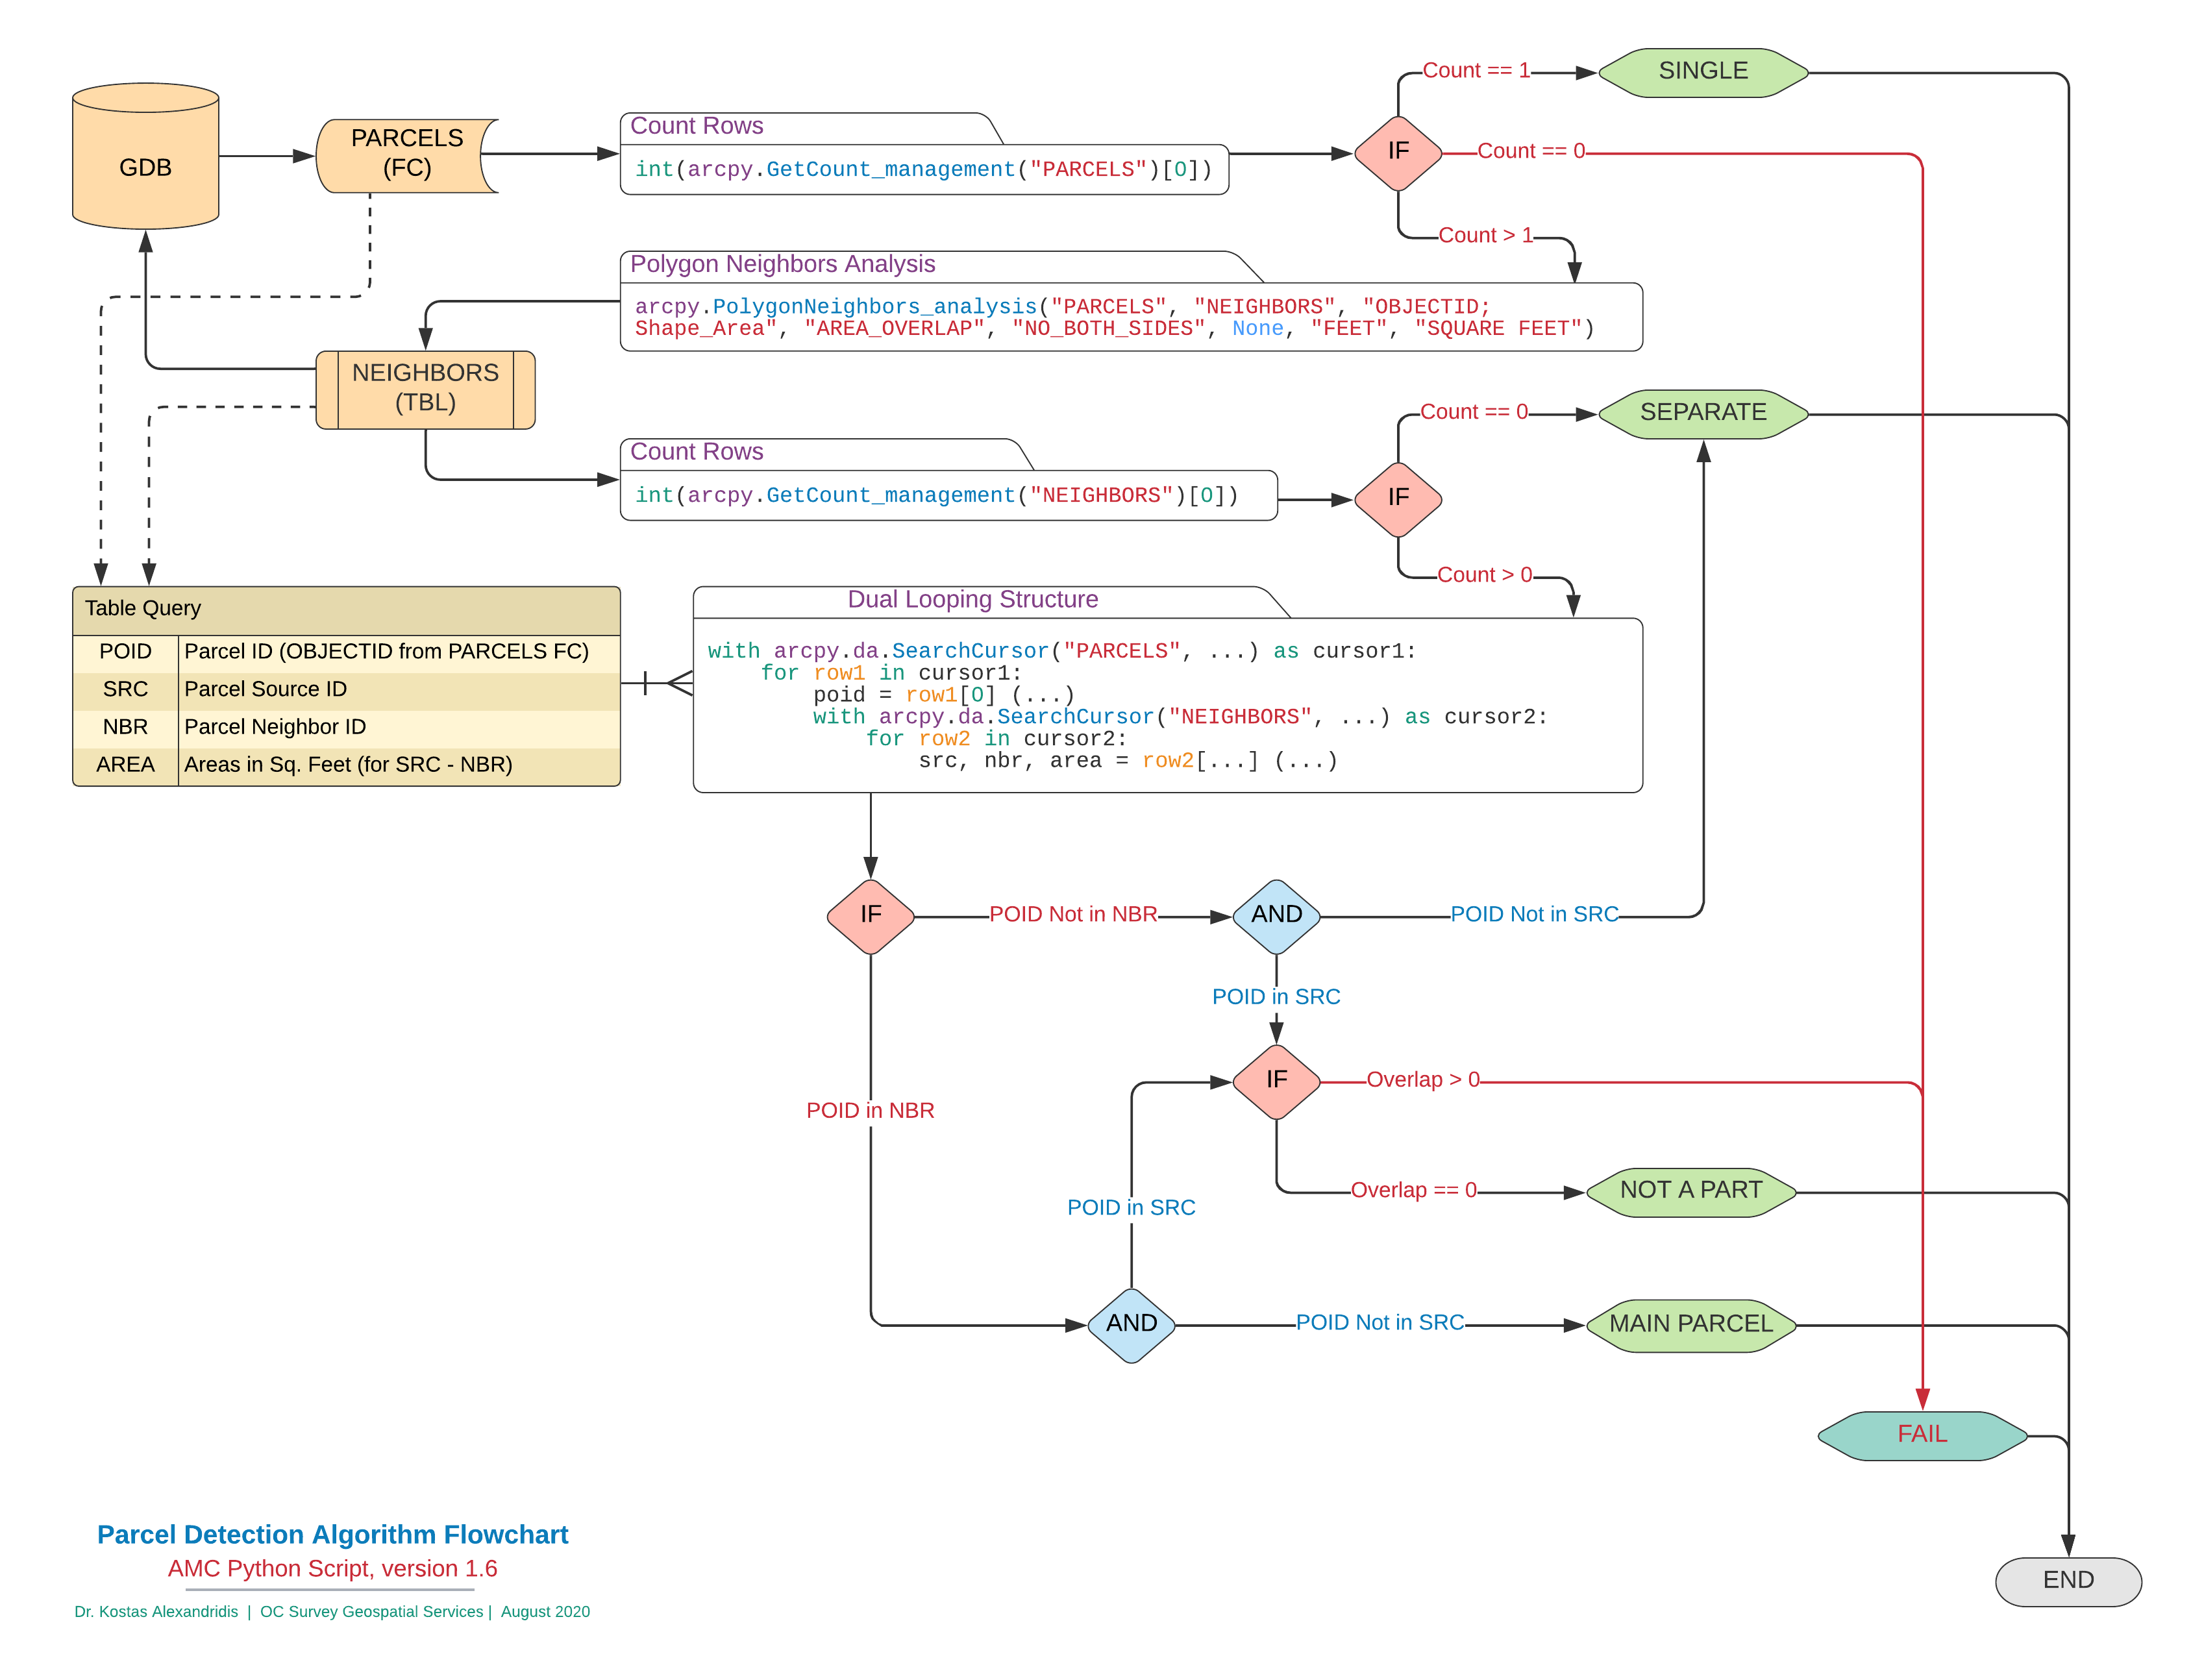 Count == 1
SINGLE
GDB
PARCELS
(FC)
Count Rows
int(arcpy.GetCount_management("PARCELS")[0])
IF
Count == 0
Count > 1
Polygon Neighbors Analysis
arcpy.PolygonNeighbors_analysis("PARCELS", "NEIGHBORS", "OBJECTID;
Shape_Area", "AREA_OVERLAP", "NO_BOTH_SIDES", None, "FEET", "SQUARE FEET")
NEIGHBORS
(TBL)
Count Rows
int(arcpy.GetCount_management("NEIGHBORS")[0])
IF
Count == 0
SEPARATE
Count > 0
Table Query
POID Parcel ID (OBJECTID from PARCELS FC)
SRC Parcel Source ID
NBR Parcel Neighbor ID
AREA Areas in Sq. Feet (for SRC - NBR)
Dual Looping Structure
with arcpy.da.SearchCursor("PARCELS", ...) as cursor1:
for row1 in cursor1:
poid = row1[0] (...)
with arcpy.da.SearchCursor("NEIGHBORS", ...) as cursor2:
for row2 in cursor2:
src, nbr, area = row2[...] (...)
IF
POID Not in NBR
AND
POID Not in SRC
POID in SRC
IF
Overlap > 0
POID in NBR
Overlap == 0
NOT A PART
POID in SRC
AND
POID Not in SRC
MAIN PARCEL
FAIL
END
Parcel Detection Algorithm Flowchart
AMC Python Script, version 1.6
Dr. Kostas Alexandridis | OC Survey Geospatial Services | August 2020